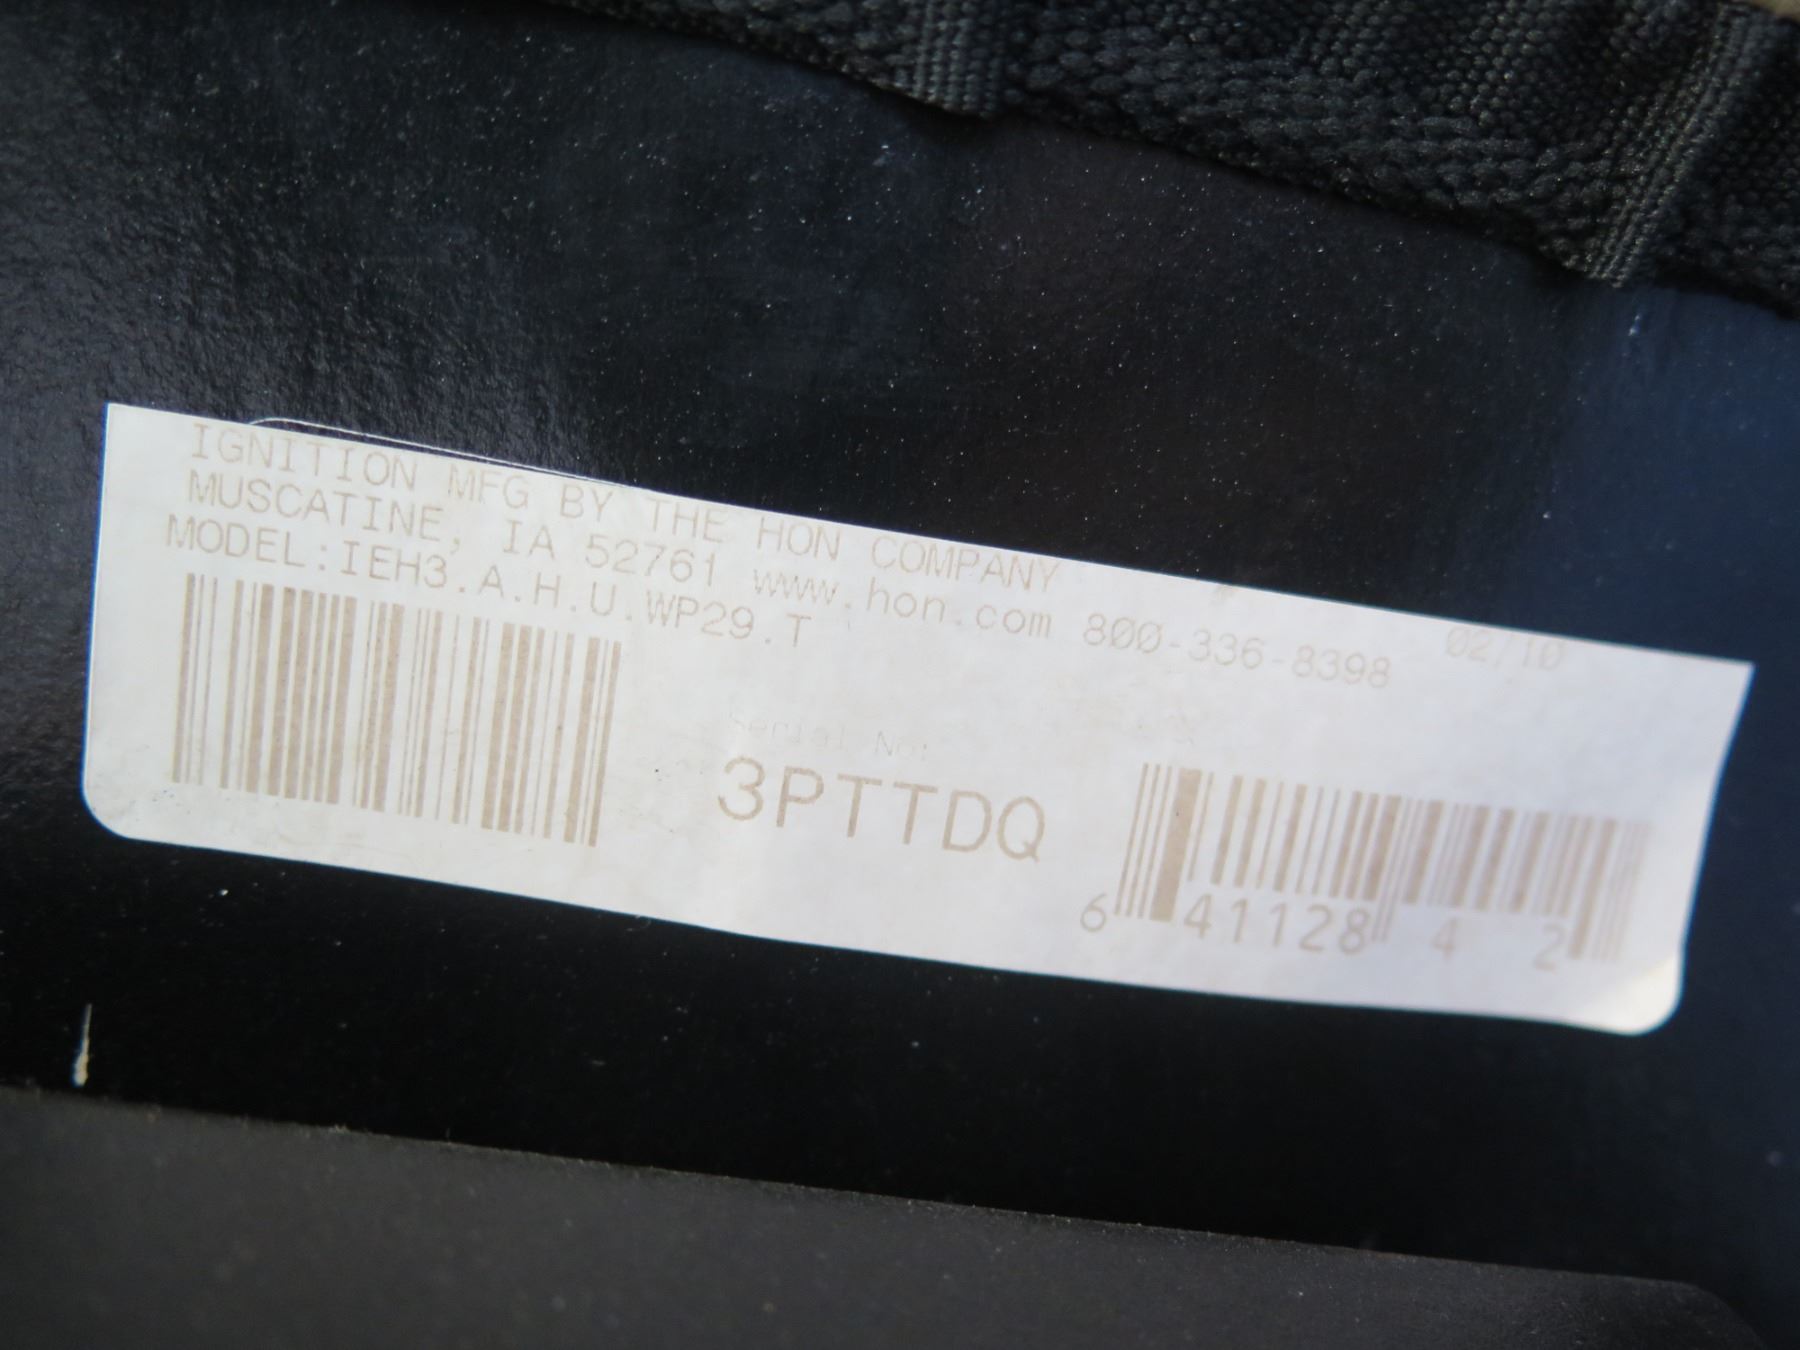 IGNITION MFG BY THE HON COMPANY 02/10
MUSCATINE, IA 52761 www.hon.com 800-336-8398
MODEL:IEH3.A.H.U.WP29.T
Serial No:
3PTTDQ
6 41128 4 2